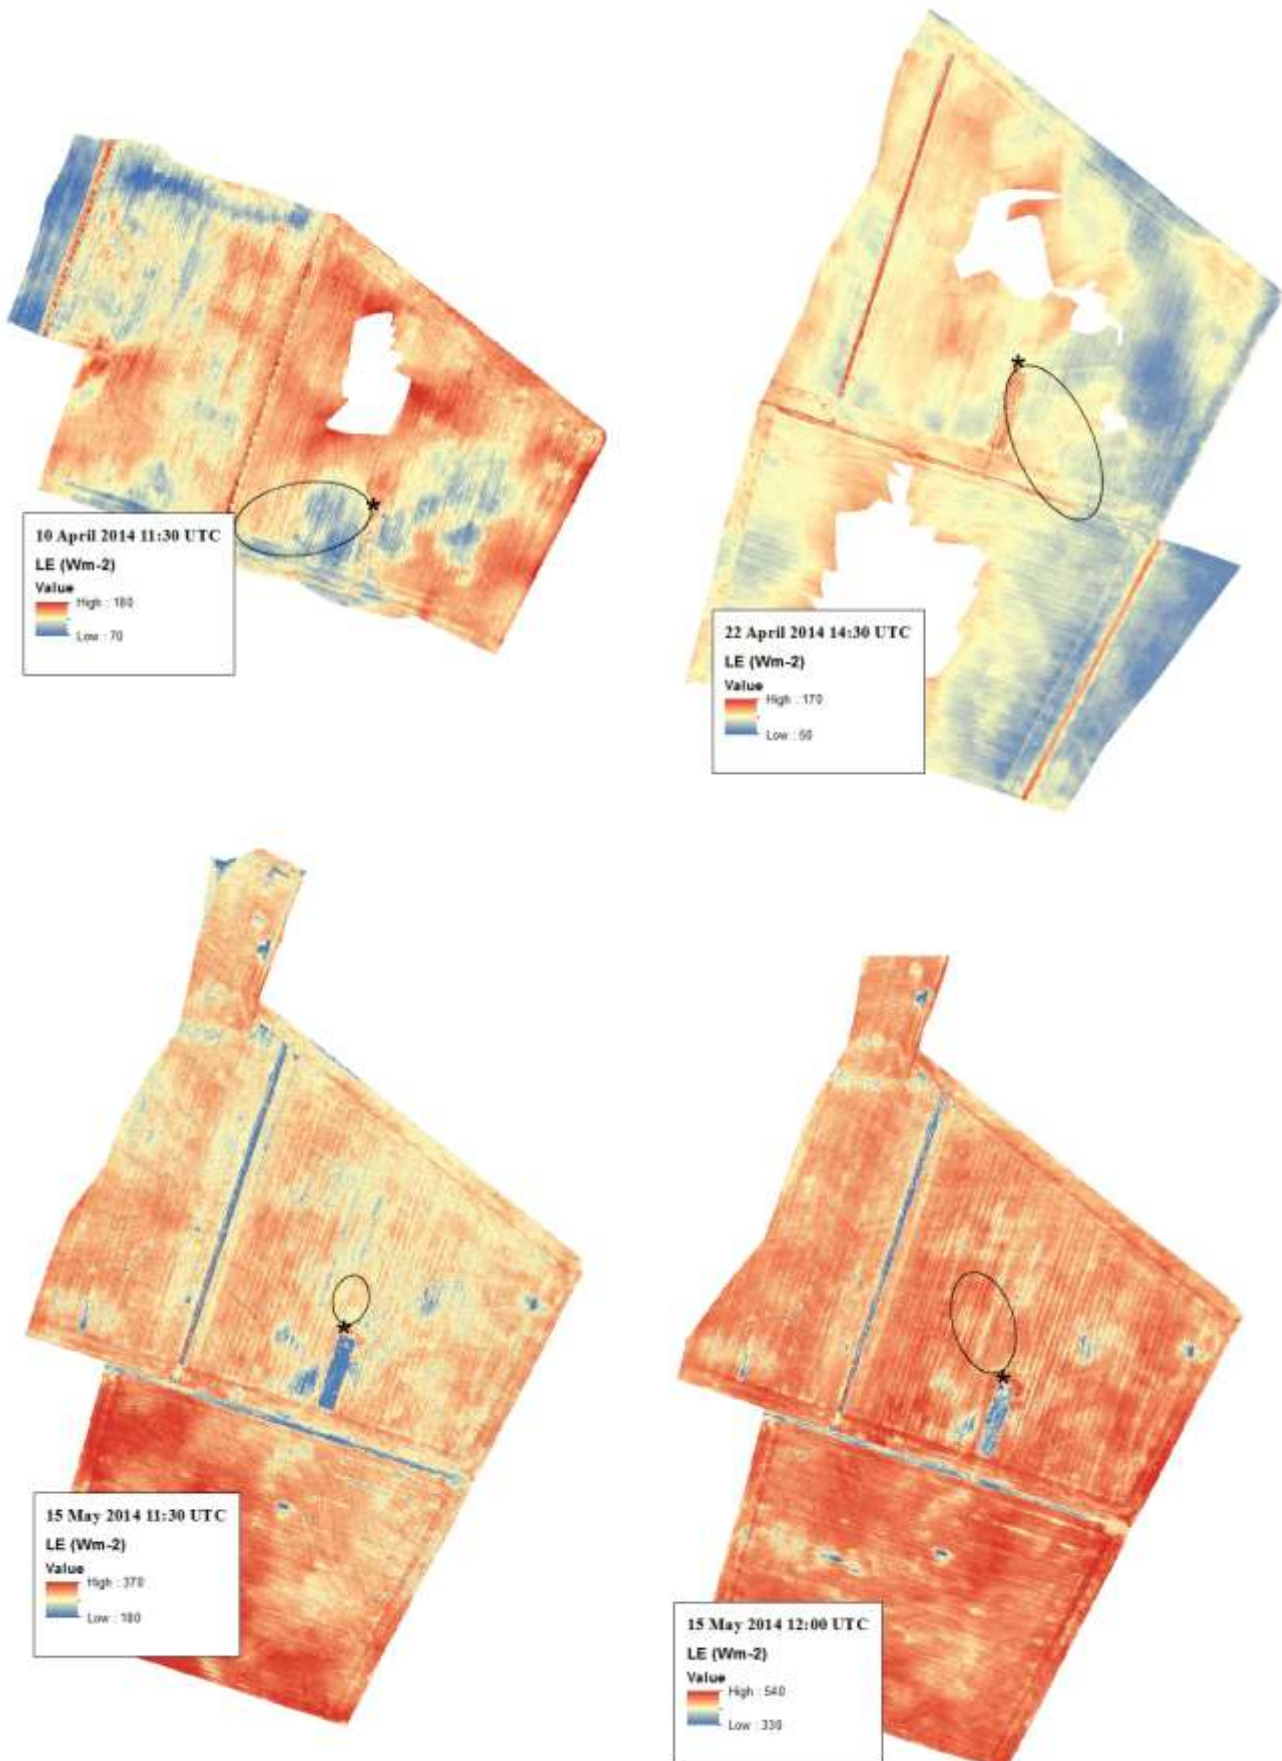 10 April 2014 11:30 UTC
LE (Wm-2)
Value
High : 180
Low : 70
22 April 2014 14:30 UTC
LE (Wm-2)
Value
High : 170
Low : 50
15 May 2014 11:30 UTC
LE (Wm-2)
Value
High : 370
Low : 180
15 May 2014 12:00 UTC
LE (Wm-2)
Value
High : 540
Low : 330